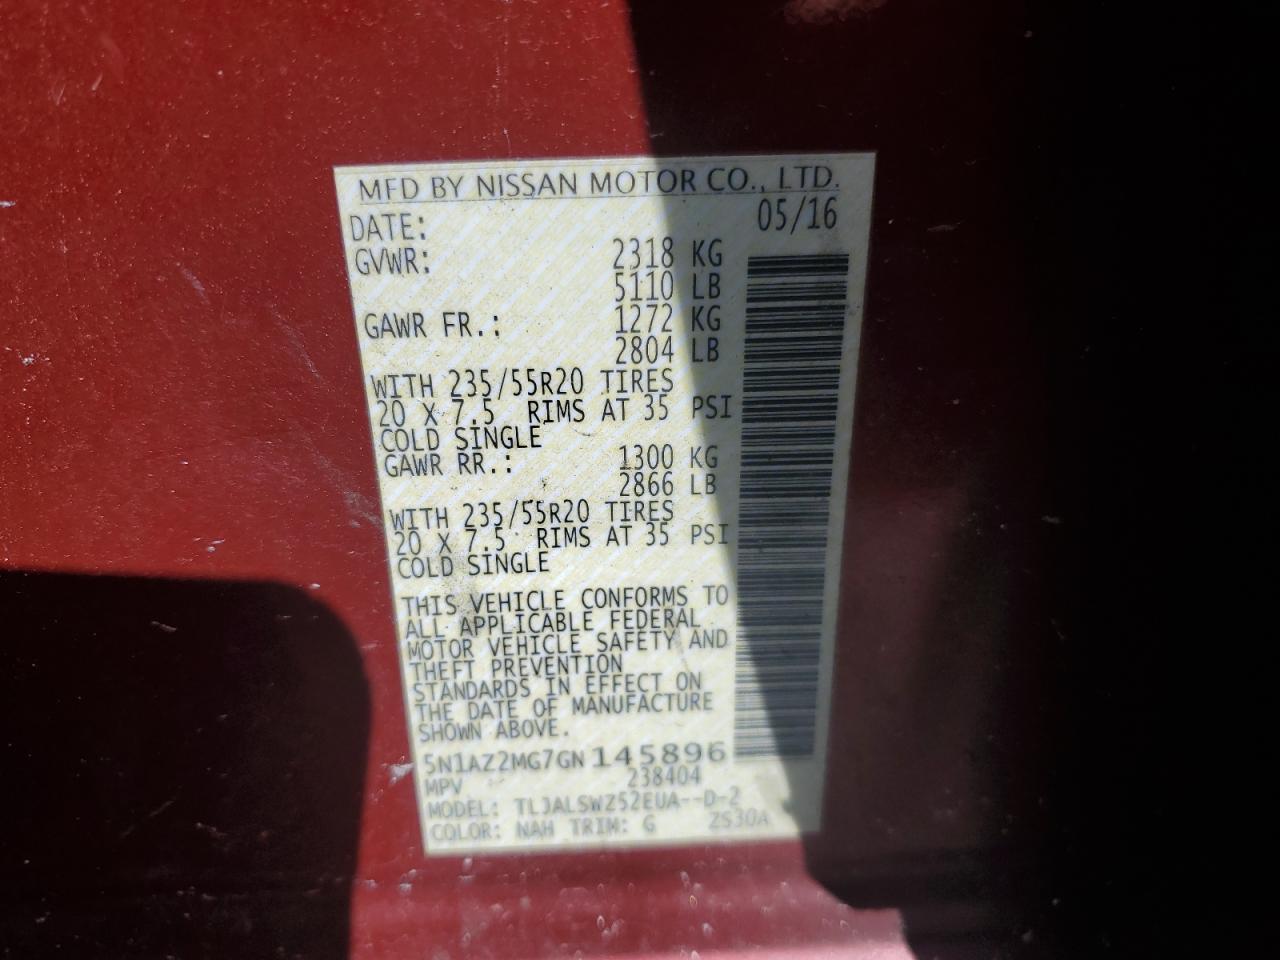 MFD BY NISSAN MOTOR CO., LTD.
DATE: 05/16
GVWR: 2318 KG
5110 LB
GAWR FR.: 1272 KG
2804 LB
WITH 235/55R20 TIRES
20 X 7.5 RIMS AT 35 PSI
COLD SINGLE
GAWR RR.: 1300 KG
2866 LB
WITH 235/55R20 TIRES
20 X 7.5 RIMS AT 35 PSI
COLD SINGLE
THIS VEHICLE CONFORMS TO
ALL APPLICABLE FEDERAL
MOTOR VEHICLE SAFETY AND
THEFT PREVENTION
STANDARDS IN EFFECT ON
THE DATE OF MANUFACTURE
SHOWN ABOVE.
5N1AZ2MG7GN145896
MPV 238404
MODEL: TLJALSWZ52EUA--D-2
COLOR: NAH TRIM: G ZS30A